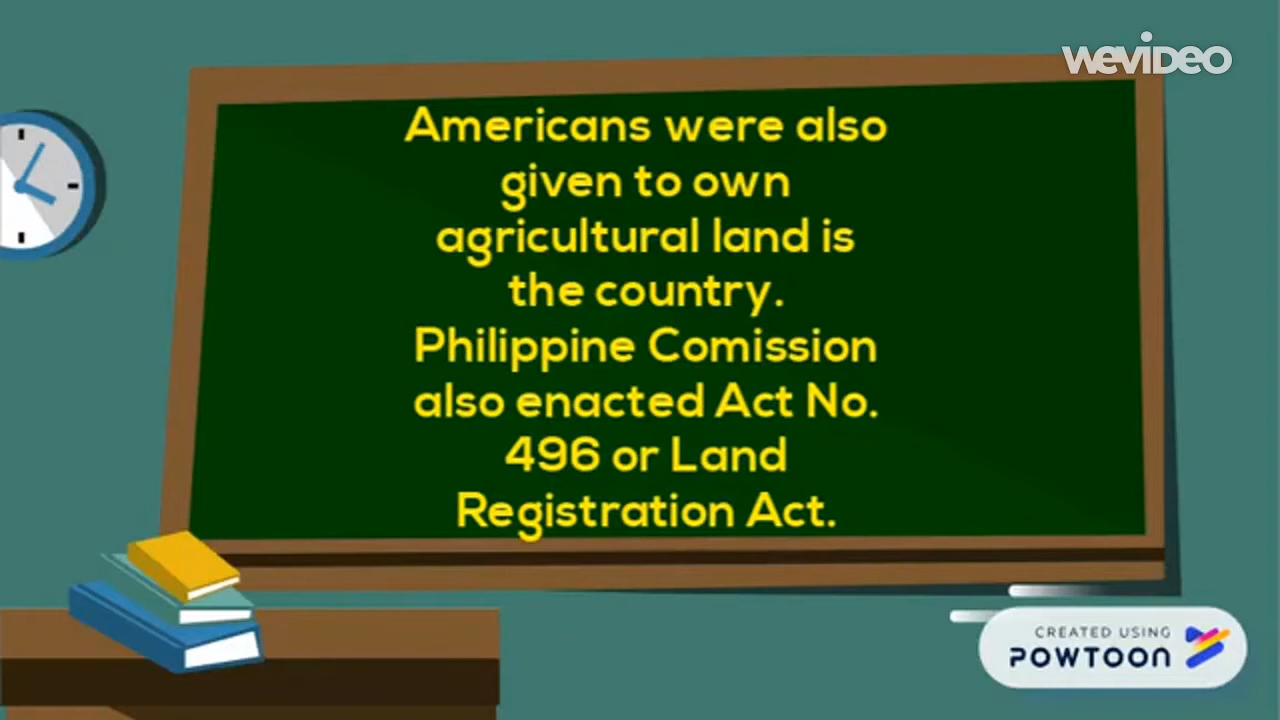 wevideo
Americans were also
given to own
agricultural land is
the country.
Philippine Comission
also enacted Act No.
496 or Land
Registration Act.
CREATED USING
POWTOON